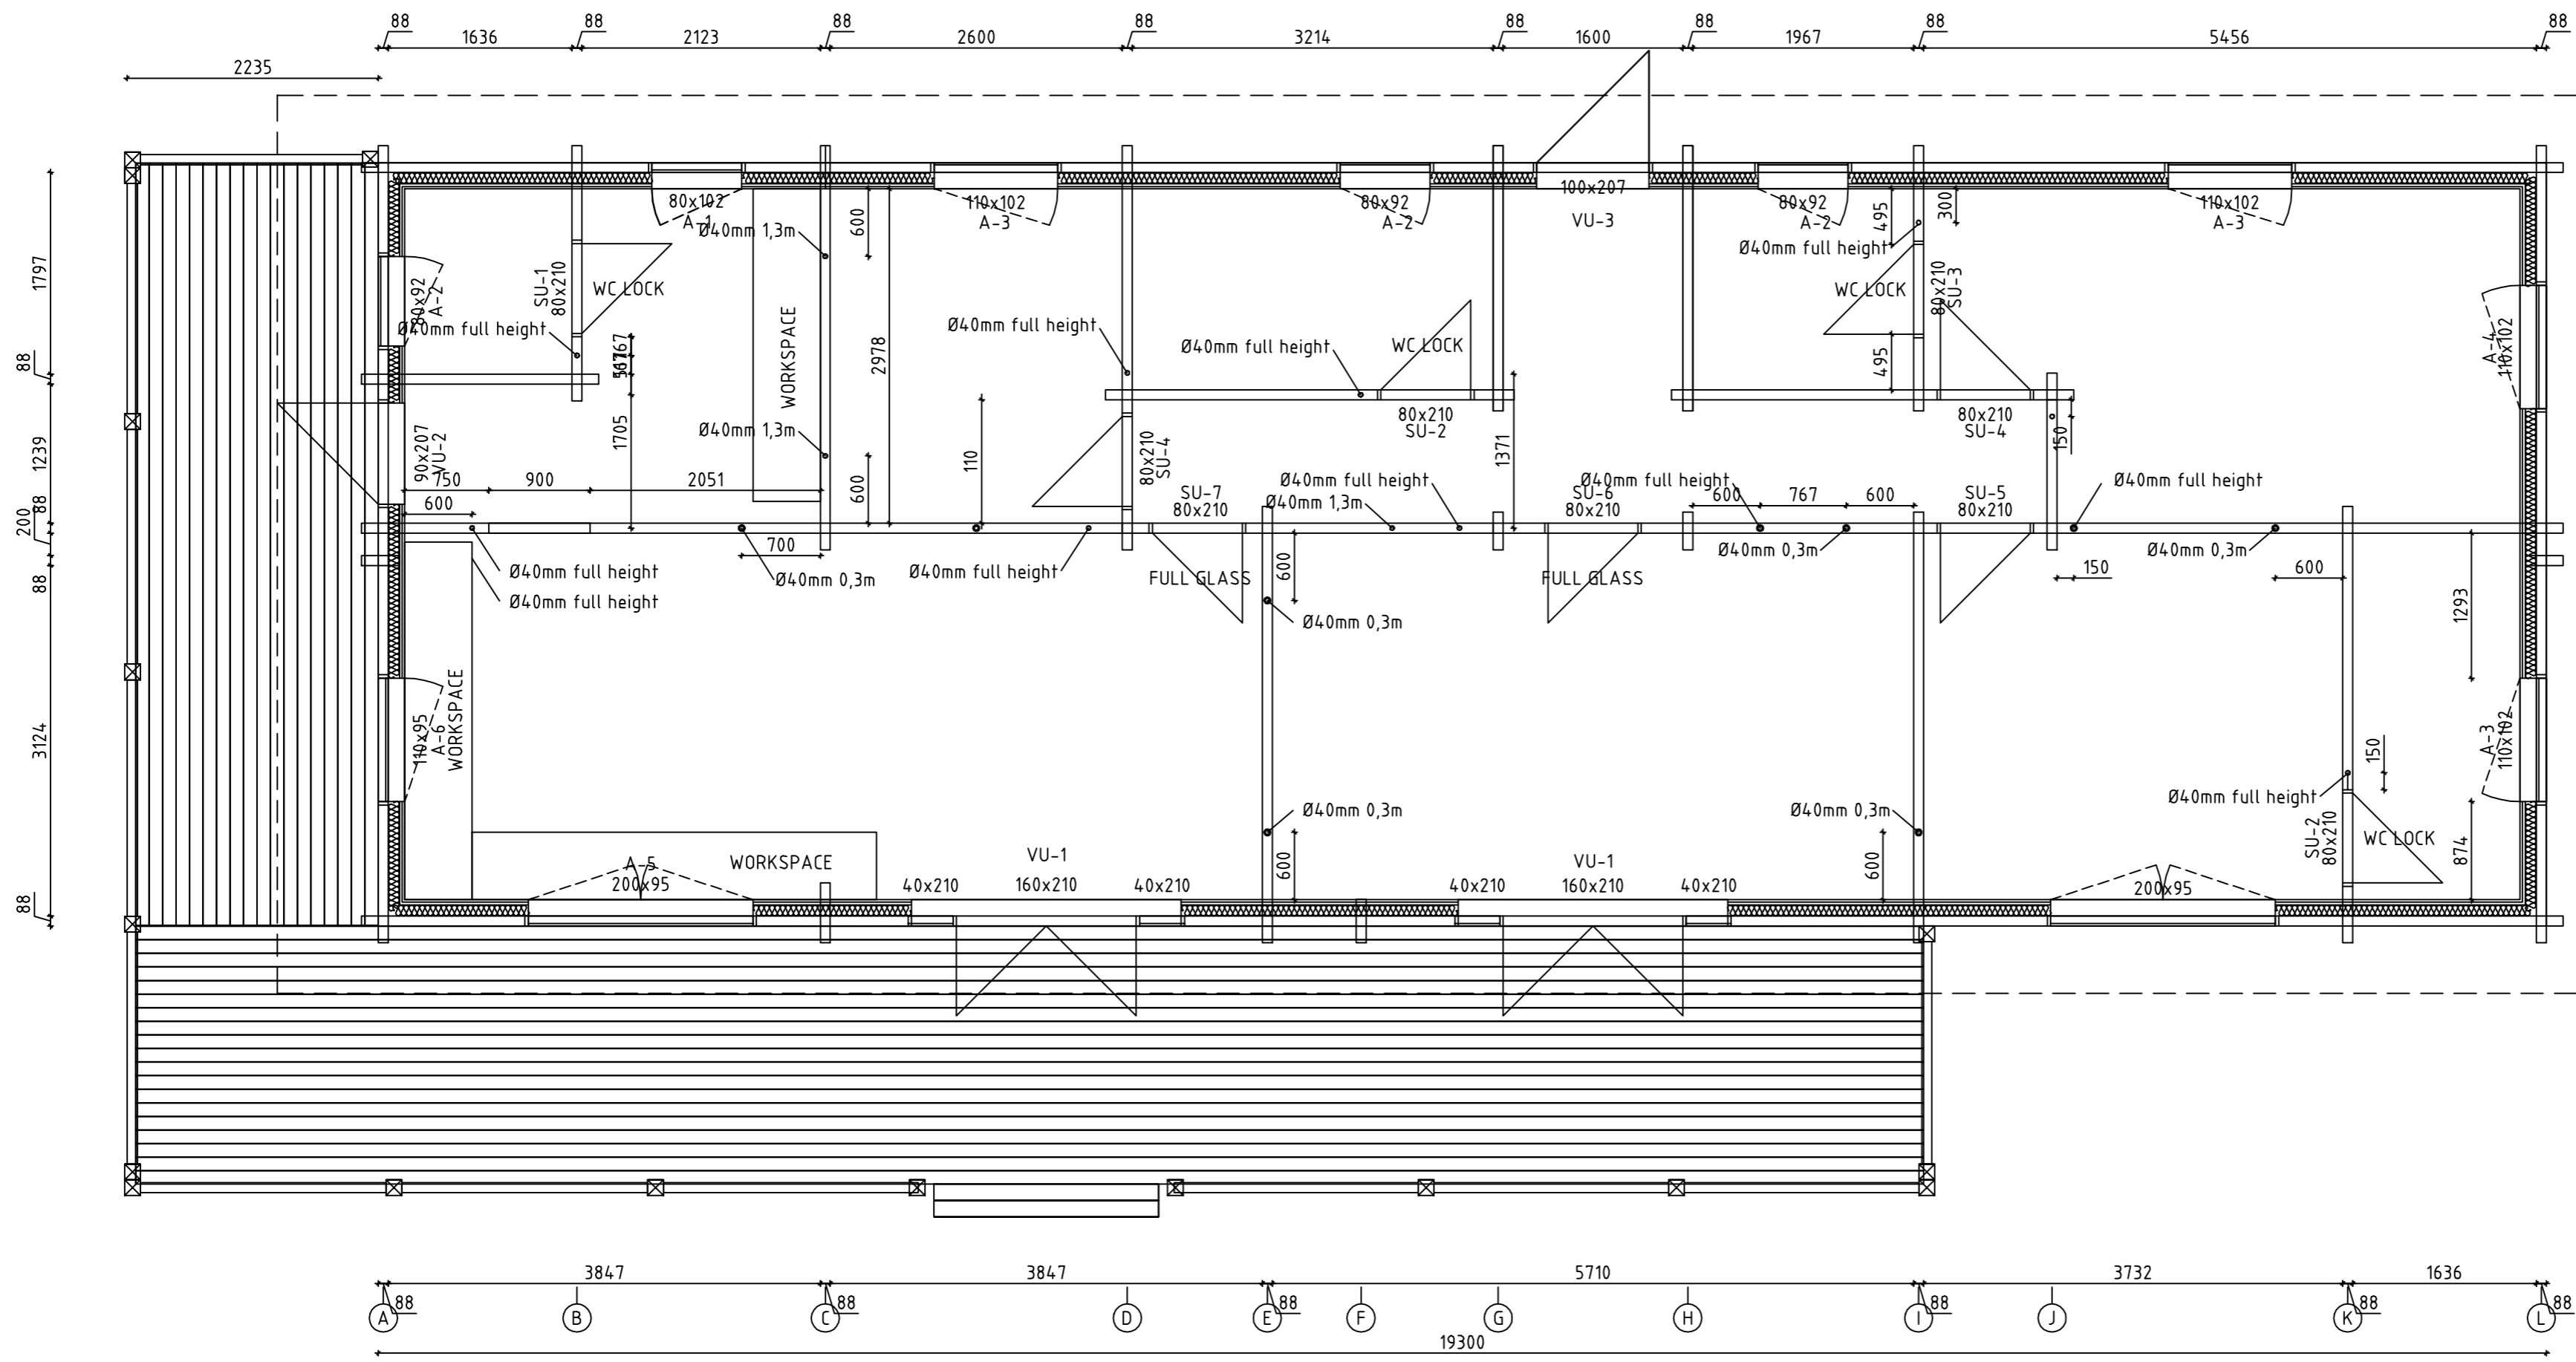 88
88
88
88
88
88
88
88
1636
2123
2600
3214
1600
1967
5456
2235
80x102
A-1
Ø40mm 1,3m
600
110x102
A-3
80x92
A-2
100x207
VU-3
80x92
A-2
495
300
Ø40mm full height
110x102
A-3
1797
80x92
A-2
SU-1
80x210
WC LOCK
Ø40mm full height
767
WORKSPACE
2978
Ø40mm full height
Ø40mm full height
WC LOCK
WC LOCK
80x210
SU-3
495
A-4
110x102
88
1705
Ø40mm 1,3m
600
110
80x210
SU-4
80x210
SU-2
1371
80x210
SU-4
150
1239
90x207
VU-2
750
900
2051
600
SU-7
80x210
Ø40mm full height
Ø40mm 1,3m
SU-6
80x210
Ø40mm full height
600
767
600
SU-5
80x210
Ø40mm full height
88
200
88
700
Ø40mm full height
Ø40mm full height
Ø40mm 0,3m
Ø40mm full height
FULL GLASS
600
Ø40mm 0,3m
FULL GLASS
Ø40mm 0,3m
150
Ø40mm 0,3m
600
1293
3124
110x95
A-6
WORKSPACE
Ø40mm 0,3m
600
Ø40mm 0,3m
600
150
Ø40mm full height
SU-2
80x210
WC LOCK
874
A-3
110x102
88
A-5
200x95
WORKSPACE
VU-1
40x210
160x210
40x210
VU-1
40x210
160x210
40x210
200x95
3847
3847
5710
3732
1636
88
88
88
88
88
88
A
B
C
D
E
F
G
H
I
J
K
L
19300